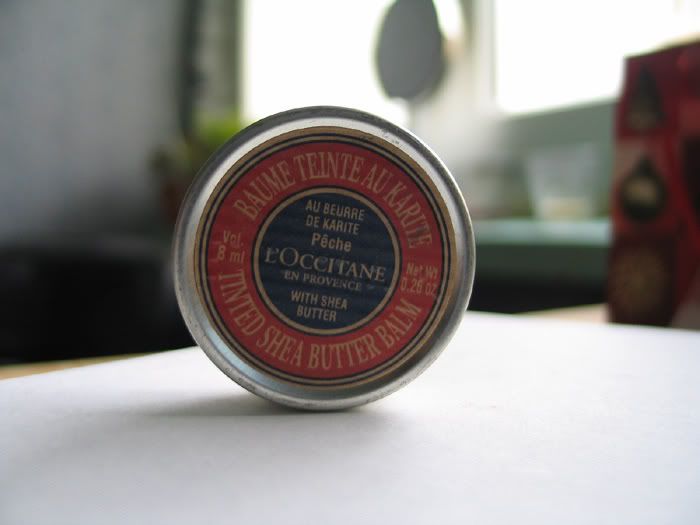 BAUME TEINTE AU KARITE
AU BEURRE
DE KARITE
Pêche
L'OCCITANE
EN PROVENCE
WITH SHEA
BUTTER
Vol.
8 ml
Net Wt
0.26 oz
TINTED SHEA BUTTER BALM